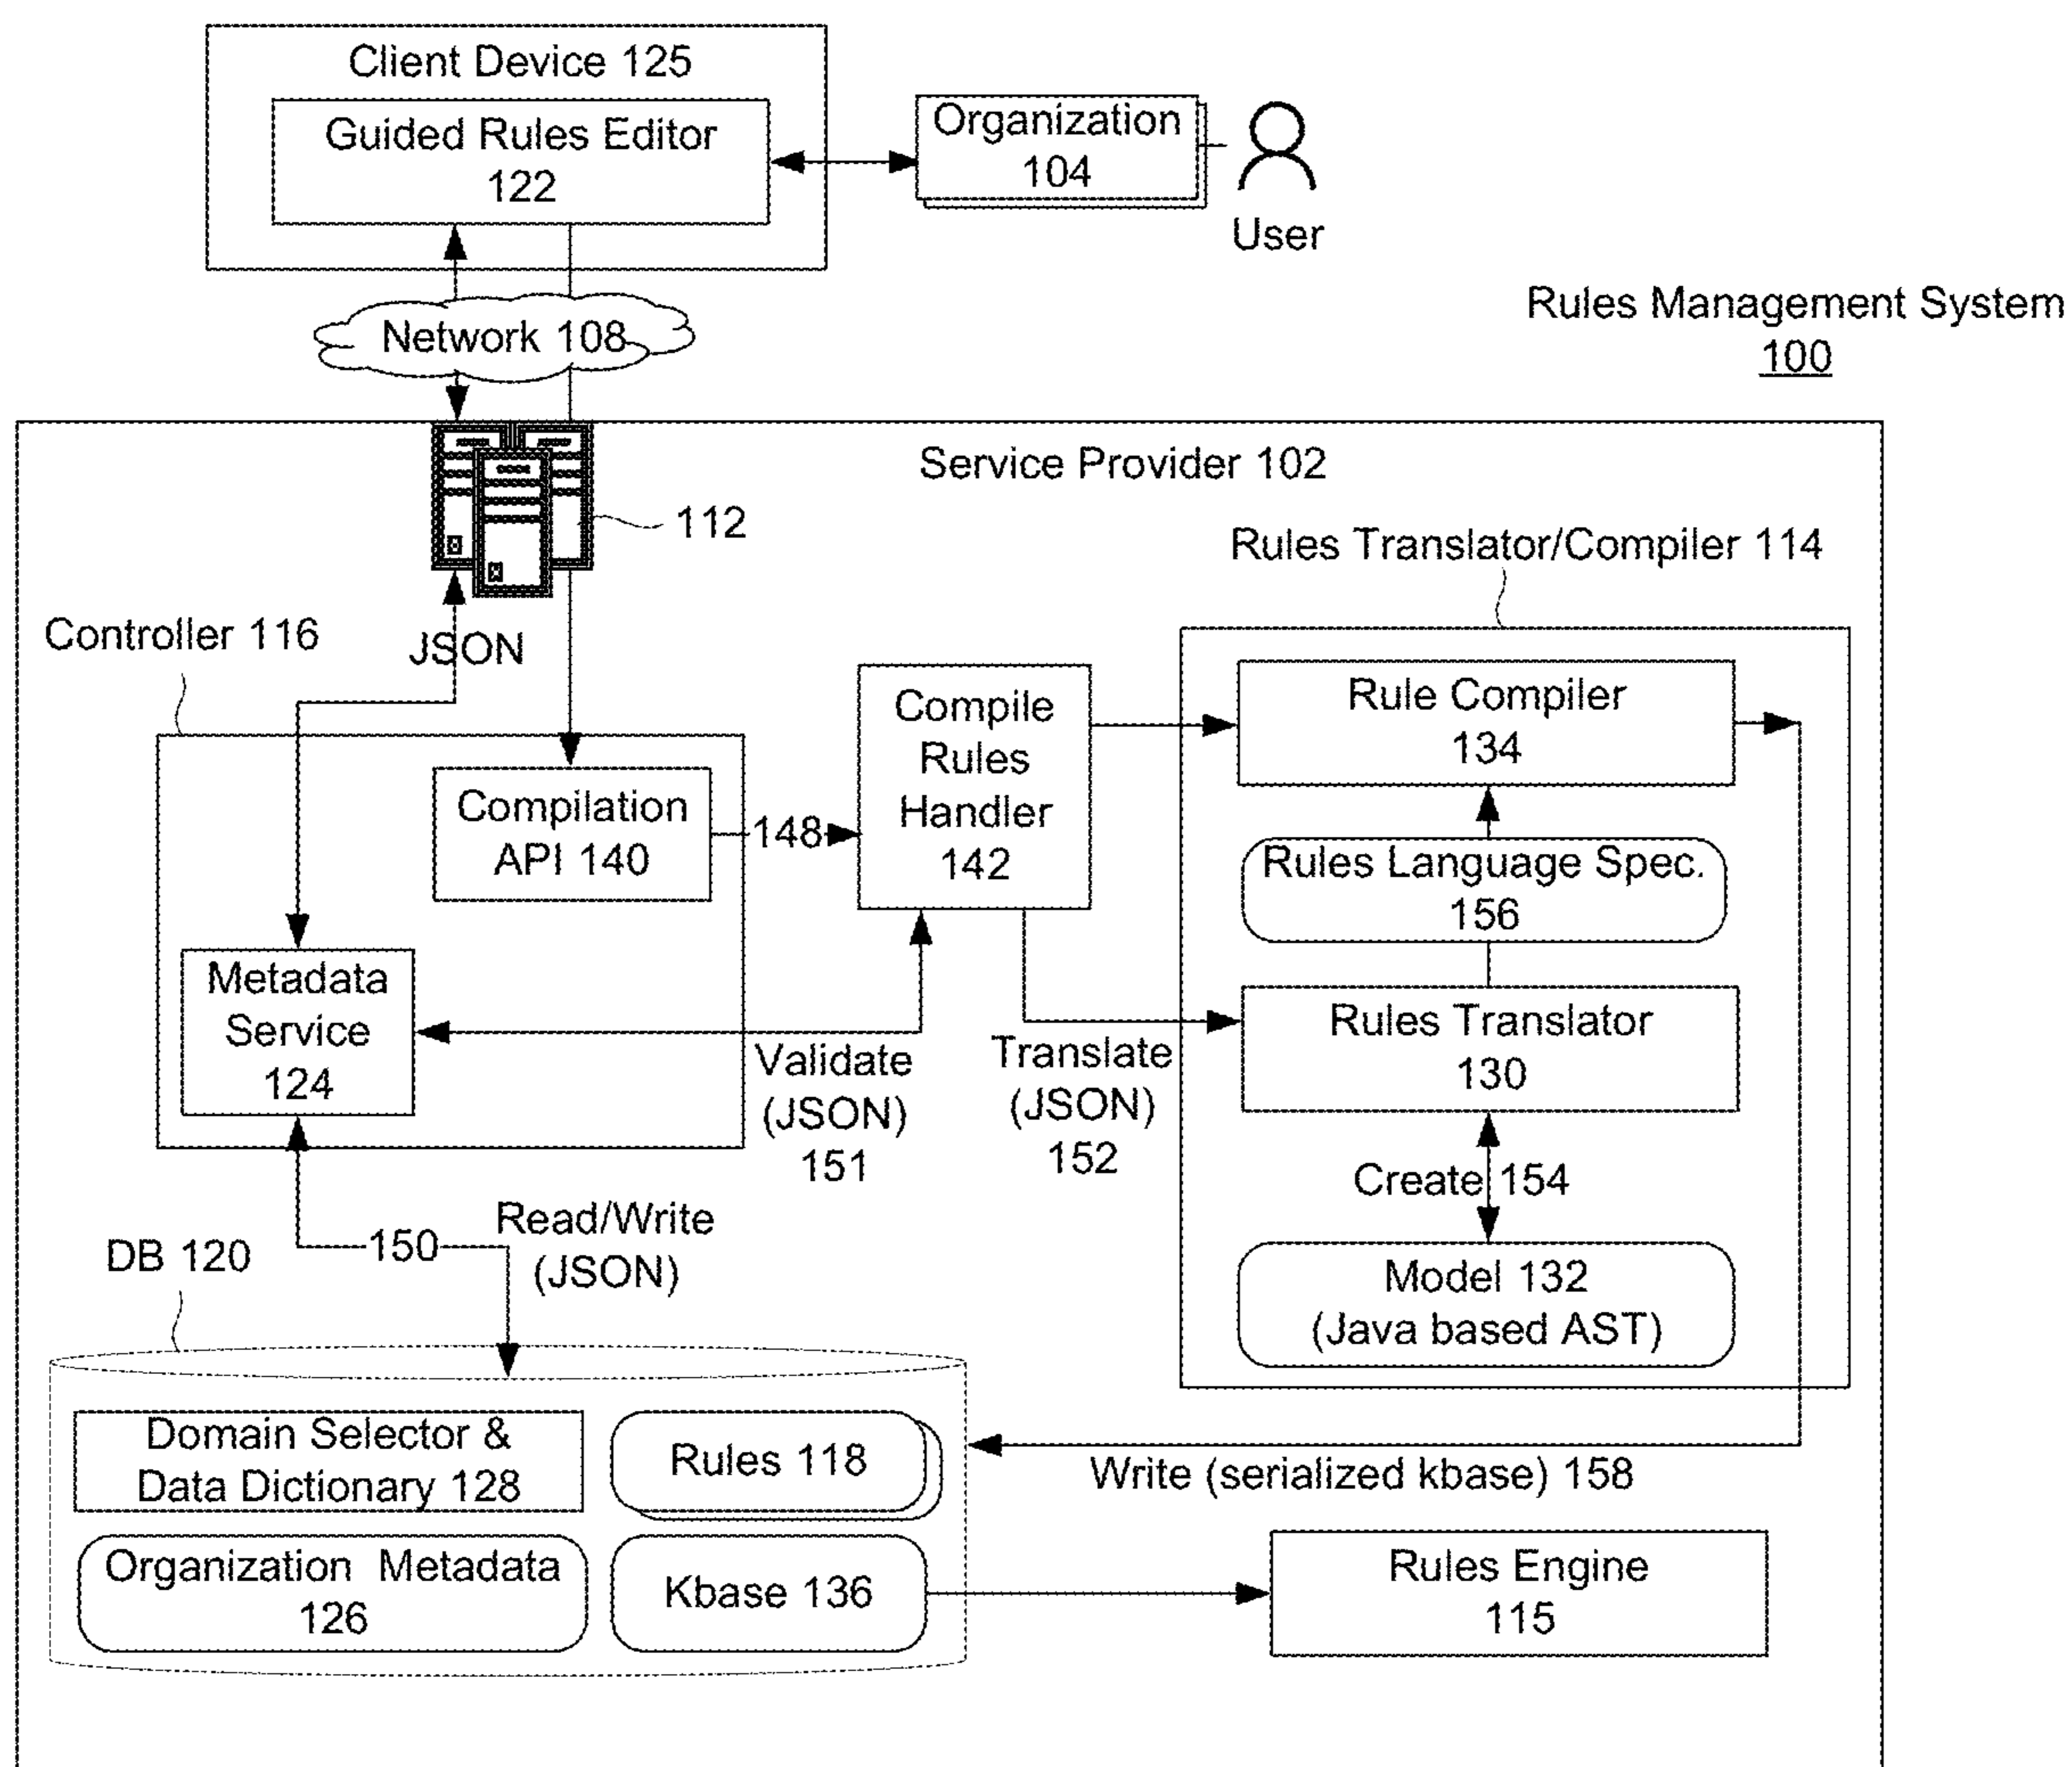 Client Device 125
Guided Rules Editor
122
Organization
104
User
Network 108
Rules Management System
100
Service Provider 102
112
Rules Translator/Compiler 114
Controller 116
JSON
Compile
Rules
Handler
142
Rule Compiler
134
Compilation
API 140
148
Rules Language Spec.
156
Metadata
Service
124
Rules Translator
130
Validate
(JSON)
151
Translate
(JSON)
152
Create 154
Read/Write
(JSON)
150
DB 120
Model 132
(Java based AST)
Domain Selector &
Data Dictionary 128
Rules 118
Write (serialized kbase) 158
Organization Metadata
126
Kbase 136
Rules Engine
115